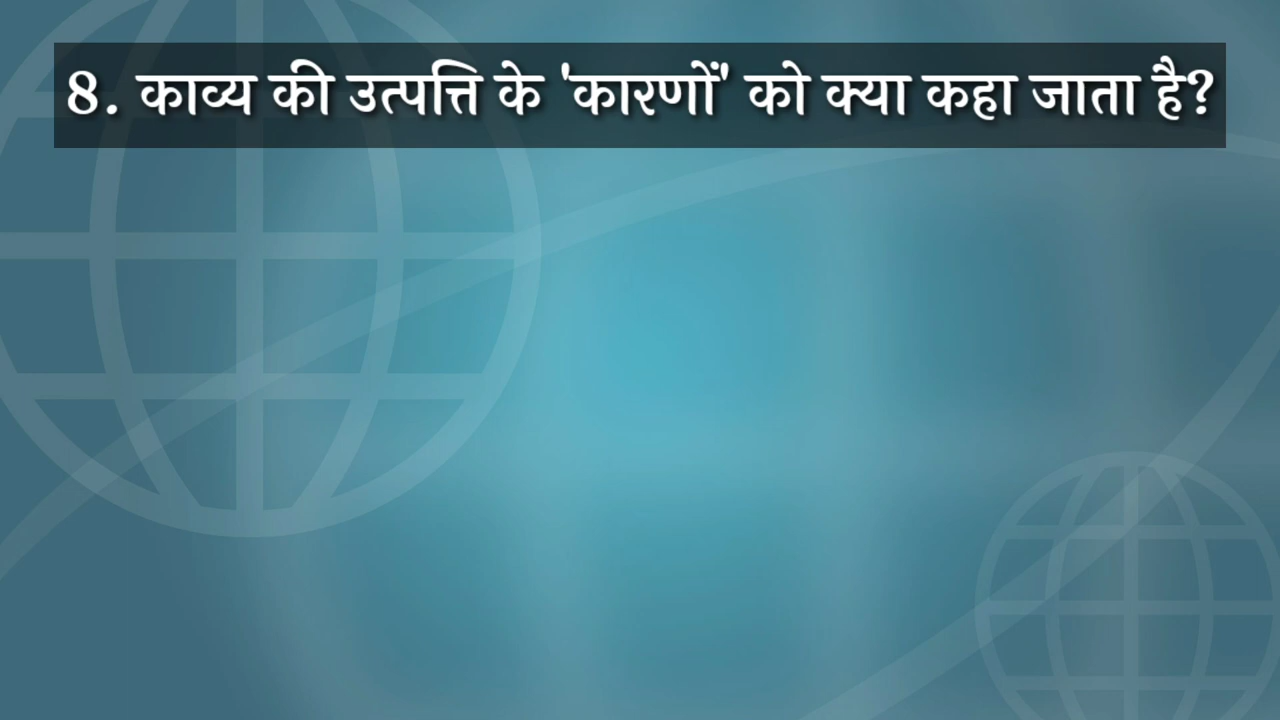 8. काव्य की उत्पत्ति के 'कारणों' को क्या कहा जाता है?